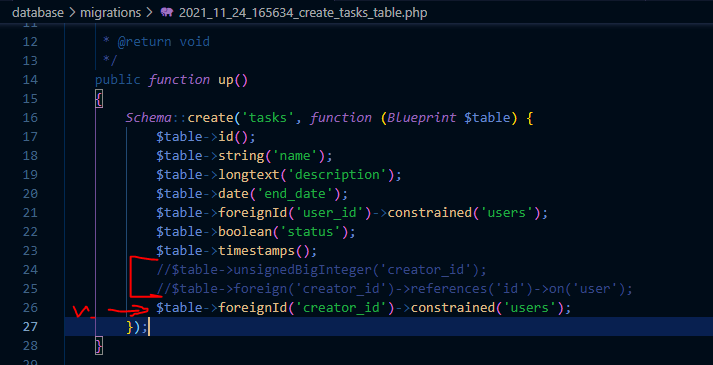 database > migrations > 2021_11_24_165634_create_tasks_table.php
11
12 * @return void
13 */
14 public function up()
15 {
16 Schema::create('tasks', function (Blueprint $table) {
17 $table->id();
18 $table->string('name');
19 $table->longtext('description');
20 $table->date('end_date');
21 $table->foreignId('user_id')->constrained('users');
22 $table->boolean('status');
23 $table->timestamps();
24 //$table->unsignedBigInteger('creator_id');
25 //$table->foreign('creator_id')->references('id')->on('user');
26 $table->foreignId('creator_id')->constrained('users');
27 });
28 }
29